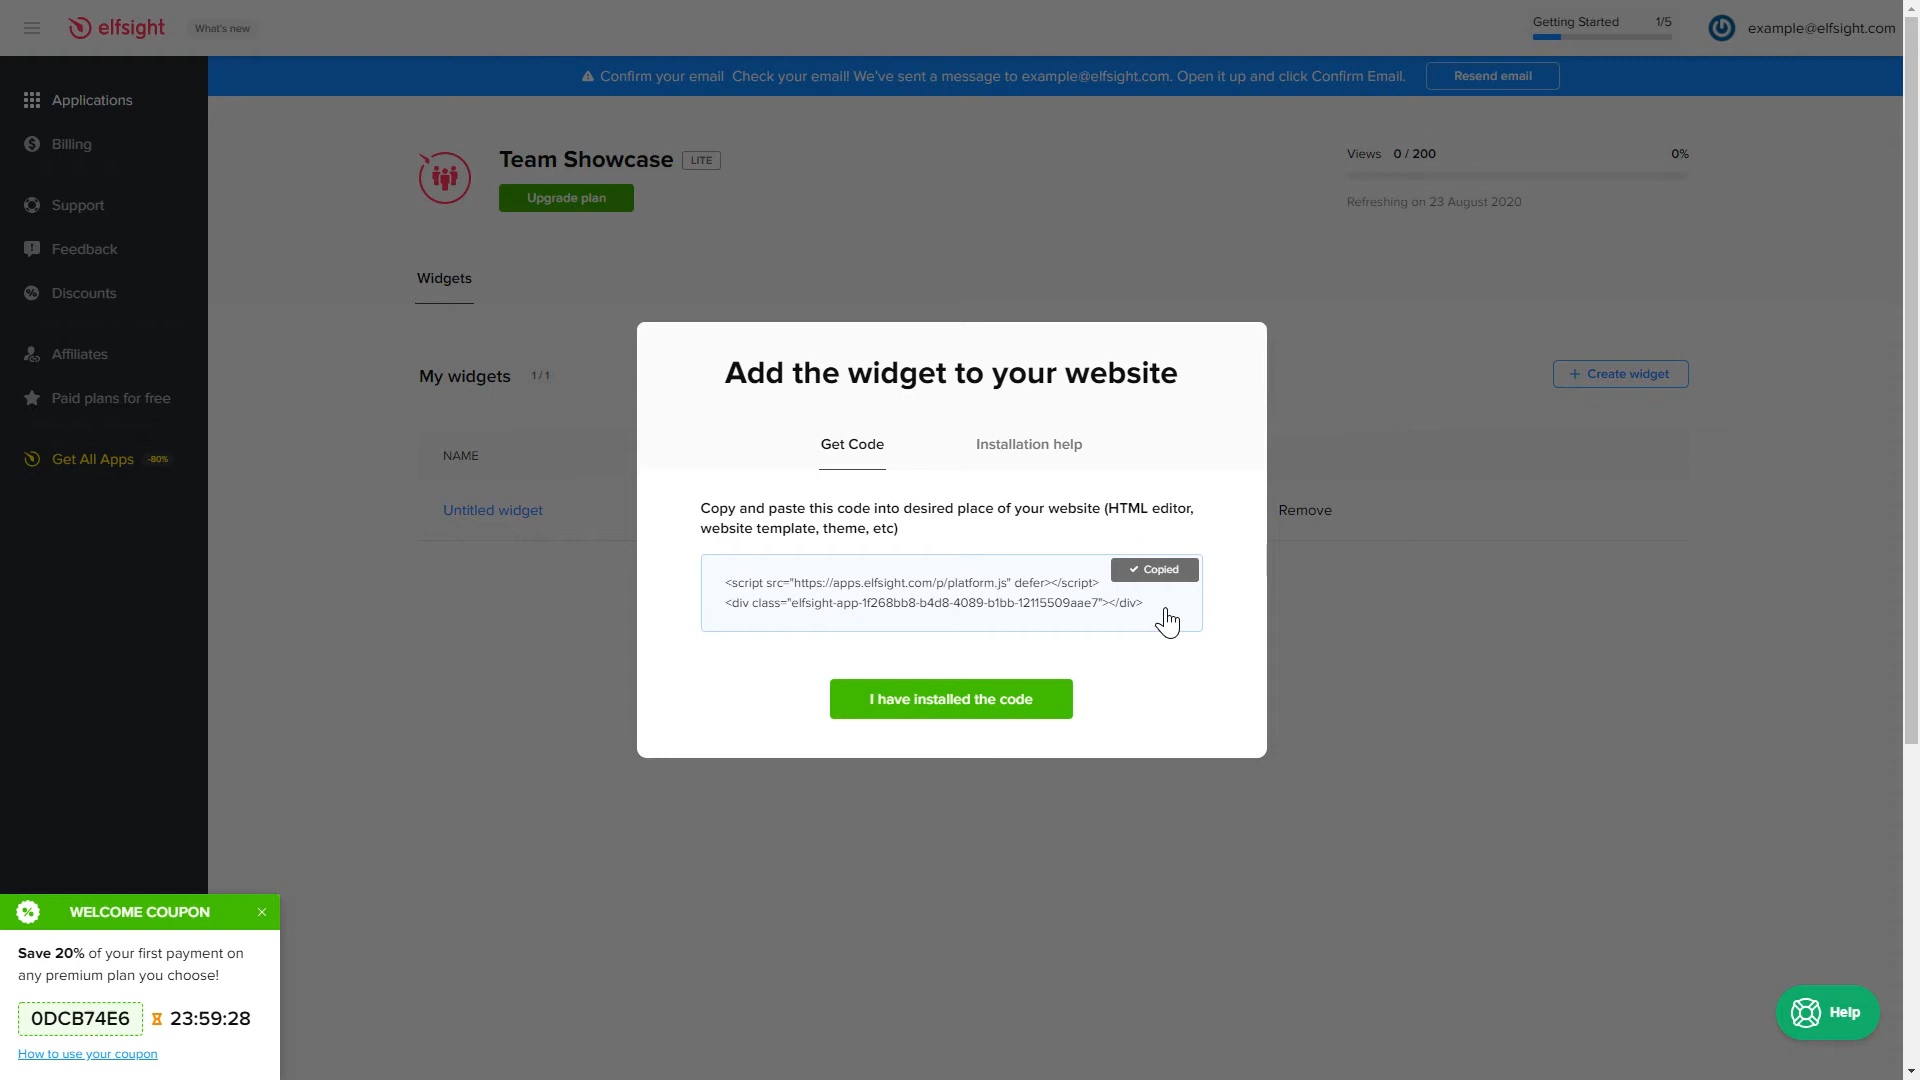 elfsight
What's new
Getting Started 1/5
example@elfsight.com
Confirm your email Check your email! We've sent a message to example@elfsight.com. Open it up and click Confirm Email.
Resend email
Applications
Billing
Support
Feedback
Discounts
Affiliates
Paid plans for free
Get All Apps -80%
Team Showcase LITE
Upgrade plan
Views 0 / 200 0%
Refreshing on 23 August 2020
Widgets
My widgets 1 / 1
+ Create widget
NAME
Untitled widget
Remove
Add the widget to your website
Get Code
Installation help
Copy and paste this code into desired place of your website (HTML editor,
website template, theme, etc)
Copied
<script src="https://apps.elfsight.com/p/platform.js" defer></script>
<div class="elfsight-app-1f268bb8-b4d8-4089-b1bb-12115509aae7"></div>
I have installed the code
WELCOME COUPON
Save 20% of your first payment on
any premium plan you choose!
0DCB74E6 23:59:28
How to use your coupon
Help